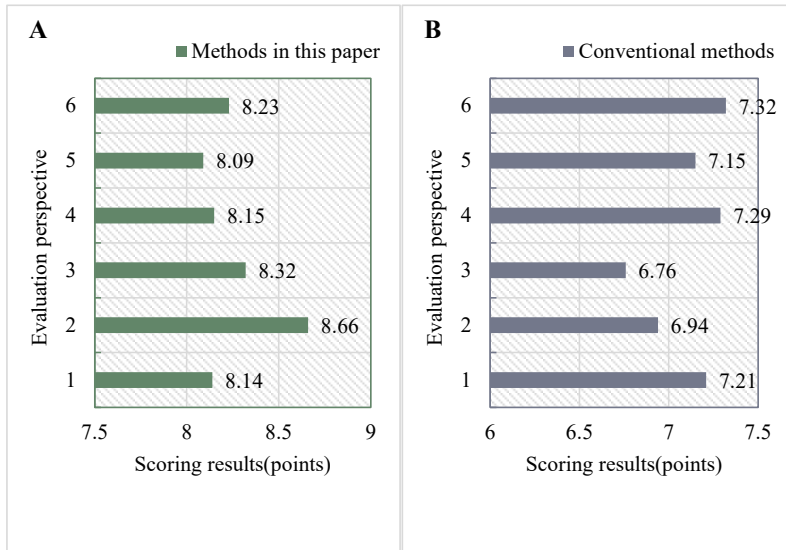 A
Methods in this paper
Evaluation perspective
6
8.23
5
8.09
4
8.15
3
8.32
2
8.66
1
8.14
7.5 8 8.5 9
Scoring results(points)
B
Conventional methods
Evaluation perspective
6
7.32
5
7.15
4
7.29
3
6.76
2
6.94
1
7.21
6 6.5 7 7.5
Scoring results(points)